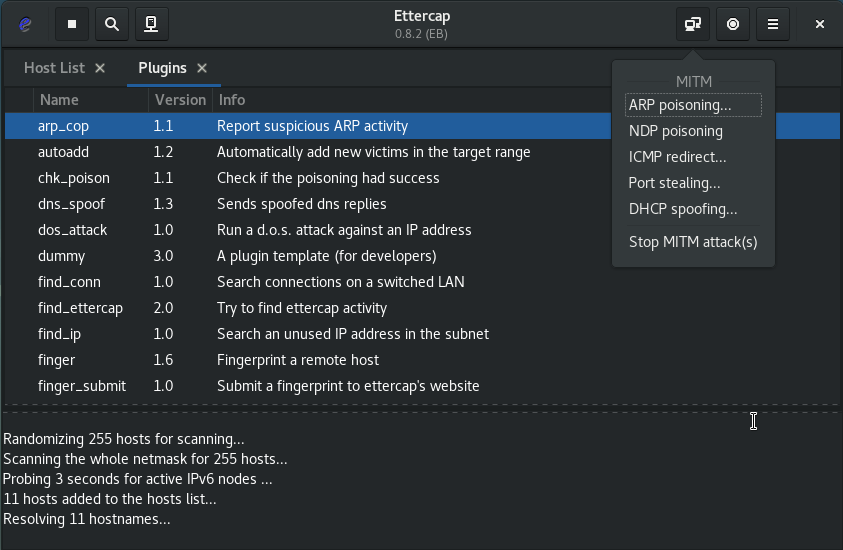 Ettercap
0.8.2 (EB)
Host List
Plugins
Name Version Info
arp_cop 1.1 Report suspicious ARP activity
autoadd 1.2 Automatically add new victims in the target range
chk_poison 1.1 Check if the poisoning had success
dns_spoof 1.3 Sends spoofed dns replies
dos_attack 1.0 Run a d.o.s. attack against an IP address
dummy 3.0 A plugin template (for developers)
find_conn 1.0 Search connections on a switched LAN
find_ettercap 2.0 Try to find ettercap activity
find_ip 1.0 Search an unused IP address in the subnet
finger 1.6 Fingerprint a remote host
finger_submit 1.0 Submit a fingerprint to ettercap's website
MITM
ARP poisoning...
NDP poisoning
ICMP redirect...
Port stealing...
DHCP spoofing...
Stop MITM attack(s)
Randomizing 255 hosts for scanning...
Scanning the whole netmask for 255 hosts...
Probing 3 seconds for active IPv6 nodes ...
11 hosts added to the hosts list...
Resolving 11 hostnames...